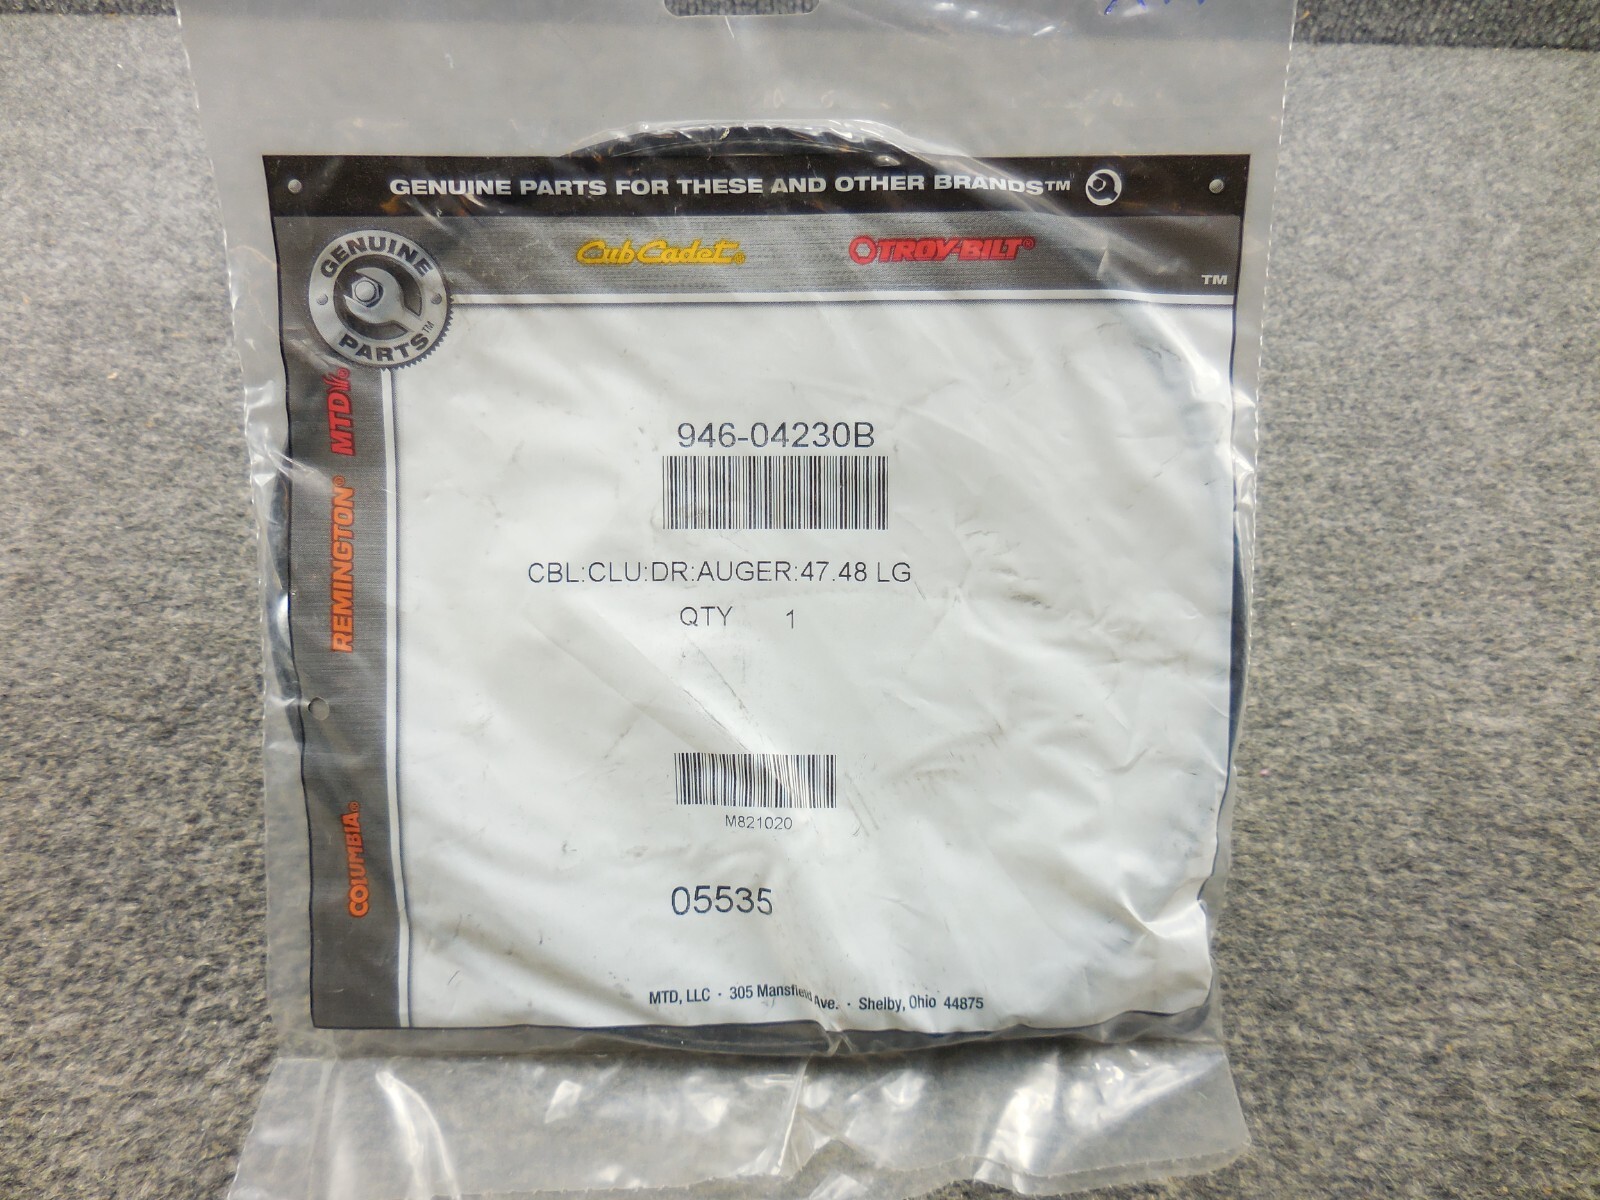 GENUINE PARTS FOR THESE AND OTHER BRANDS™
Cub Cadet®
TROY-BILT®
™
GENUINE
PARTS™
MTD®
REMINGTON®
COLUMBIA®
946-04230B
CBL:CLU:DR:AUGER:47.48 LG
QTY 1
M821020
05535
MTD, LLC · 305 Mansfield Ave. · Shelby, Ohio 44875